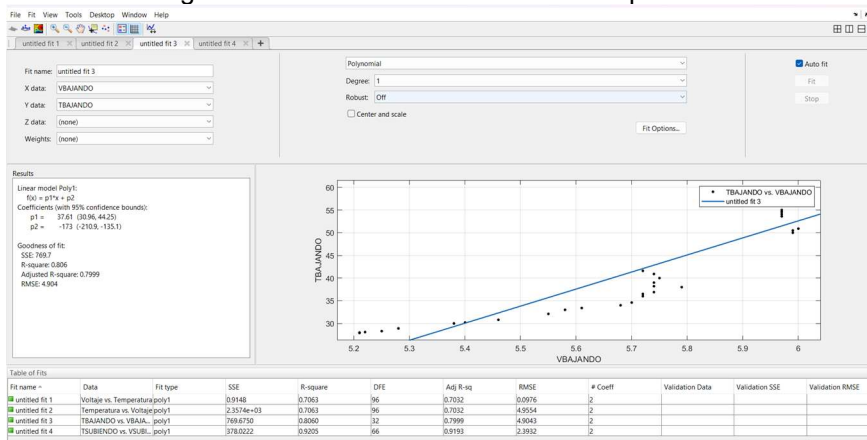 File Fit View Tools Desktop Window Help
untitled fit 1 × untitled fit 2 × untitled fit 3 × untitled fit 4 × +
Fit name: untitled fit 3
X data: VBAJANDO
Y data: TBAJANDO
Z data: (none)
Weights: (none)
Polynomial
Degree: 1
Robust: Off
Center and scale
Fit Options...
Auto fit
Fit
Stop
Results
Linear model Poly1:
f(x) = p1*x + p2
Coefficients (with 95% confidence bounds):
p1 = 37.61 (30.96, 44.25)
p2 = -173 (-210.9, -135.1)
Goodness of fit:
SSE: 769.7
R-square: 0.806
Adjusted R-square: 0.7999
RMSE: 4.904
TBAJANDO vs. VBAJANDO
untitled fit 3
60
55
50
45
40
35
30
TBAJANDO
5.2 5.3 5.4 5.5 5.6 5.7 5.8 5.9 6
VBAJANDO
Table of Fits
Fit name Data Fit type SSE R-square DFE Adj R-sq RMSE # Coeff Validation Data Validation SSE Validation RMSE
untitled fit 1 Voltaje vs. Temperatura poly1 0.9148 0.7063 96 0.7032 0.0976 2
untitled fit 2 Temperatura vs. Voltaje poly1 2.3574e+03 0.7063 96 0.7032 4.9554 2
untitled fit 3 TBAJANDO vs. VBAJA... poly1 769.6750 0.8060 32 0.7999 4.9043 2
untitled fit 4 TSUBIENDO vs. VSUBI... poly1 378.0222 0.9205 66 0.9193 2.3932 2